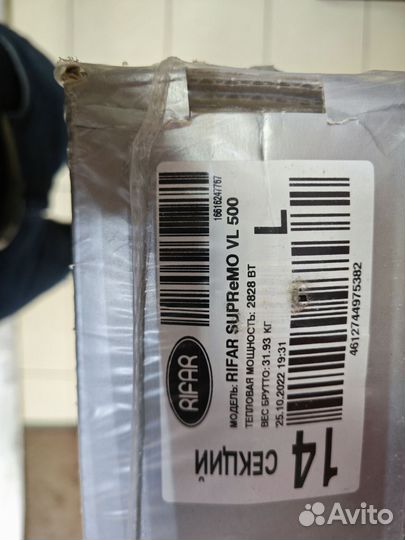 RIFAR
14
СЕКЦИЙ
МОДЕЛЬ: RIFAR SUPReMO VL 500
ТЕПЛОВАЯ МОЩНОСТЬ: 2828 ВТ
ВЕС БРУТТО: 31.93 КГ
25.10.2022 19:31
L
16616247767
4612744975382
Avito